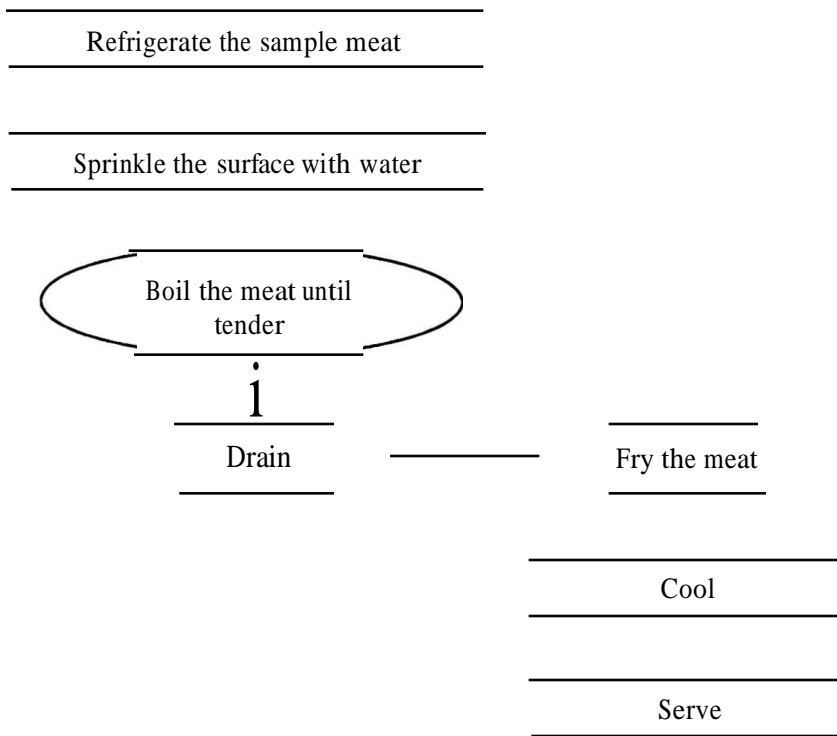 Refrigerate the sample meat
Sprinkle the surface with water
Boil the meat until
tender
i
Drain
Fry the meat
Cool
Serve